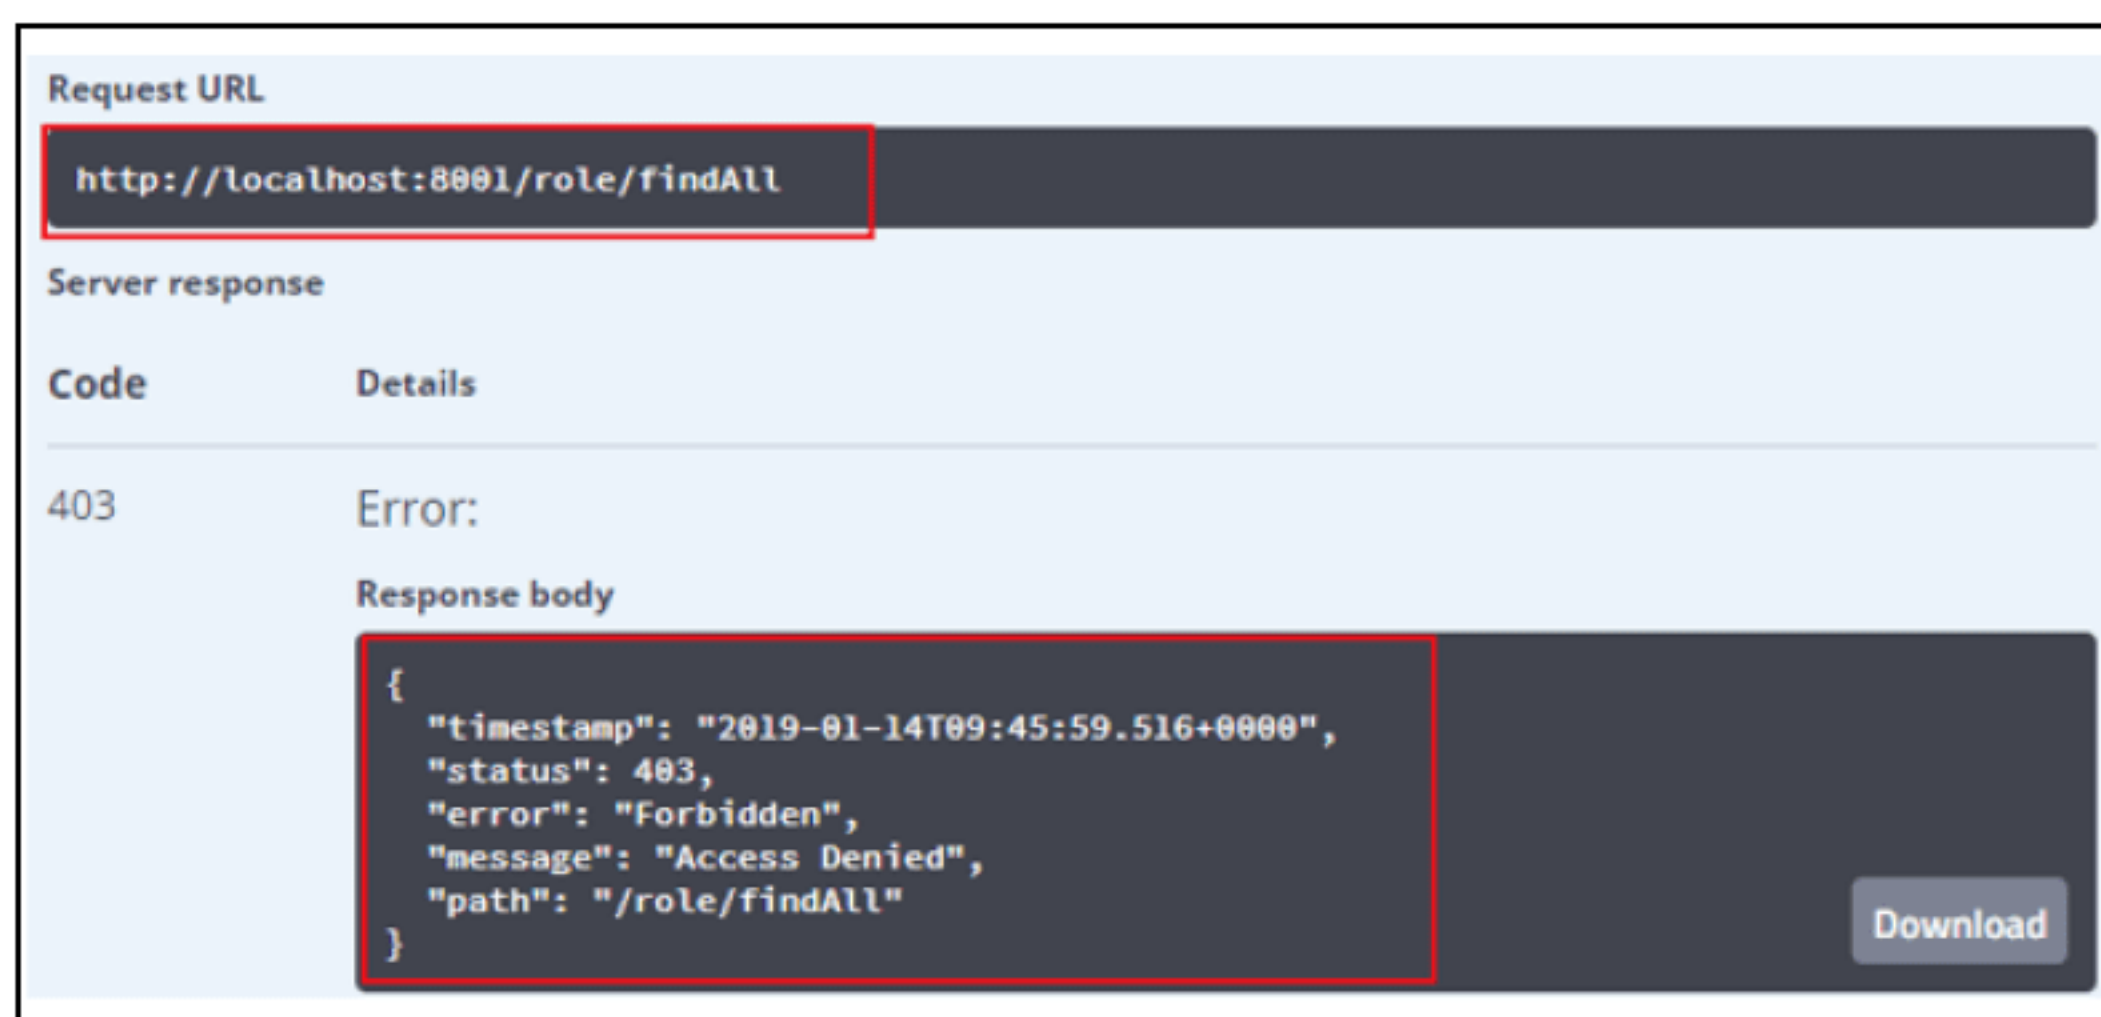 Request URL
http://localhost:8001/role/findAll
Server response
Code Details
403 Error:
Response body
{
"timestamp": "2019-01-14T09:45:59.516+0000",
"status": 403,
"error": "Forbidden",
"message": "Access Denied",
"path": "/role/findAll"
}
Download